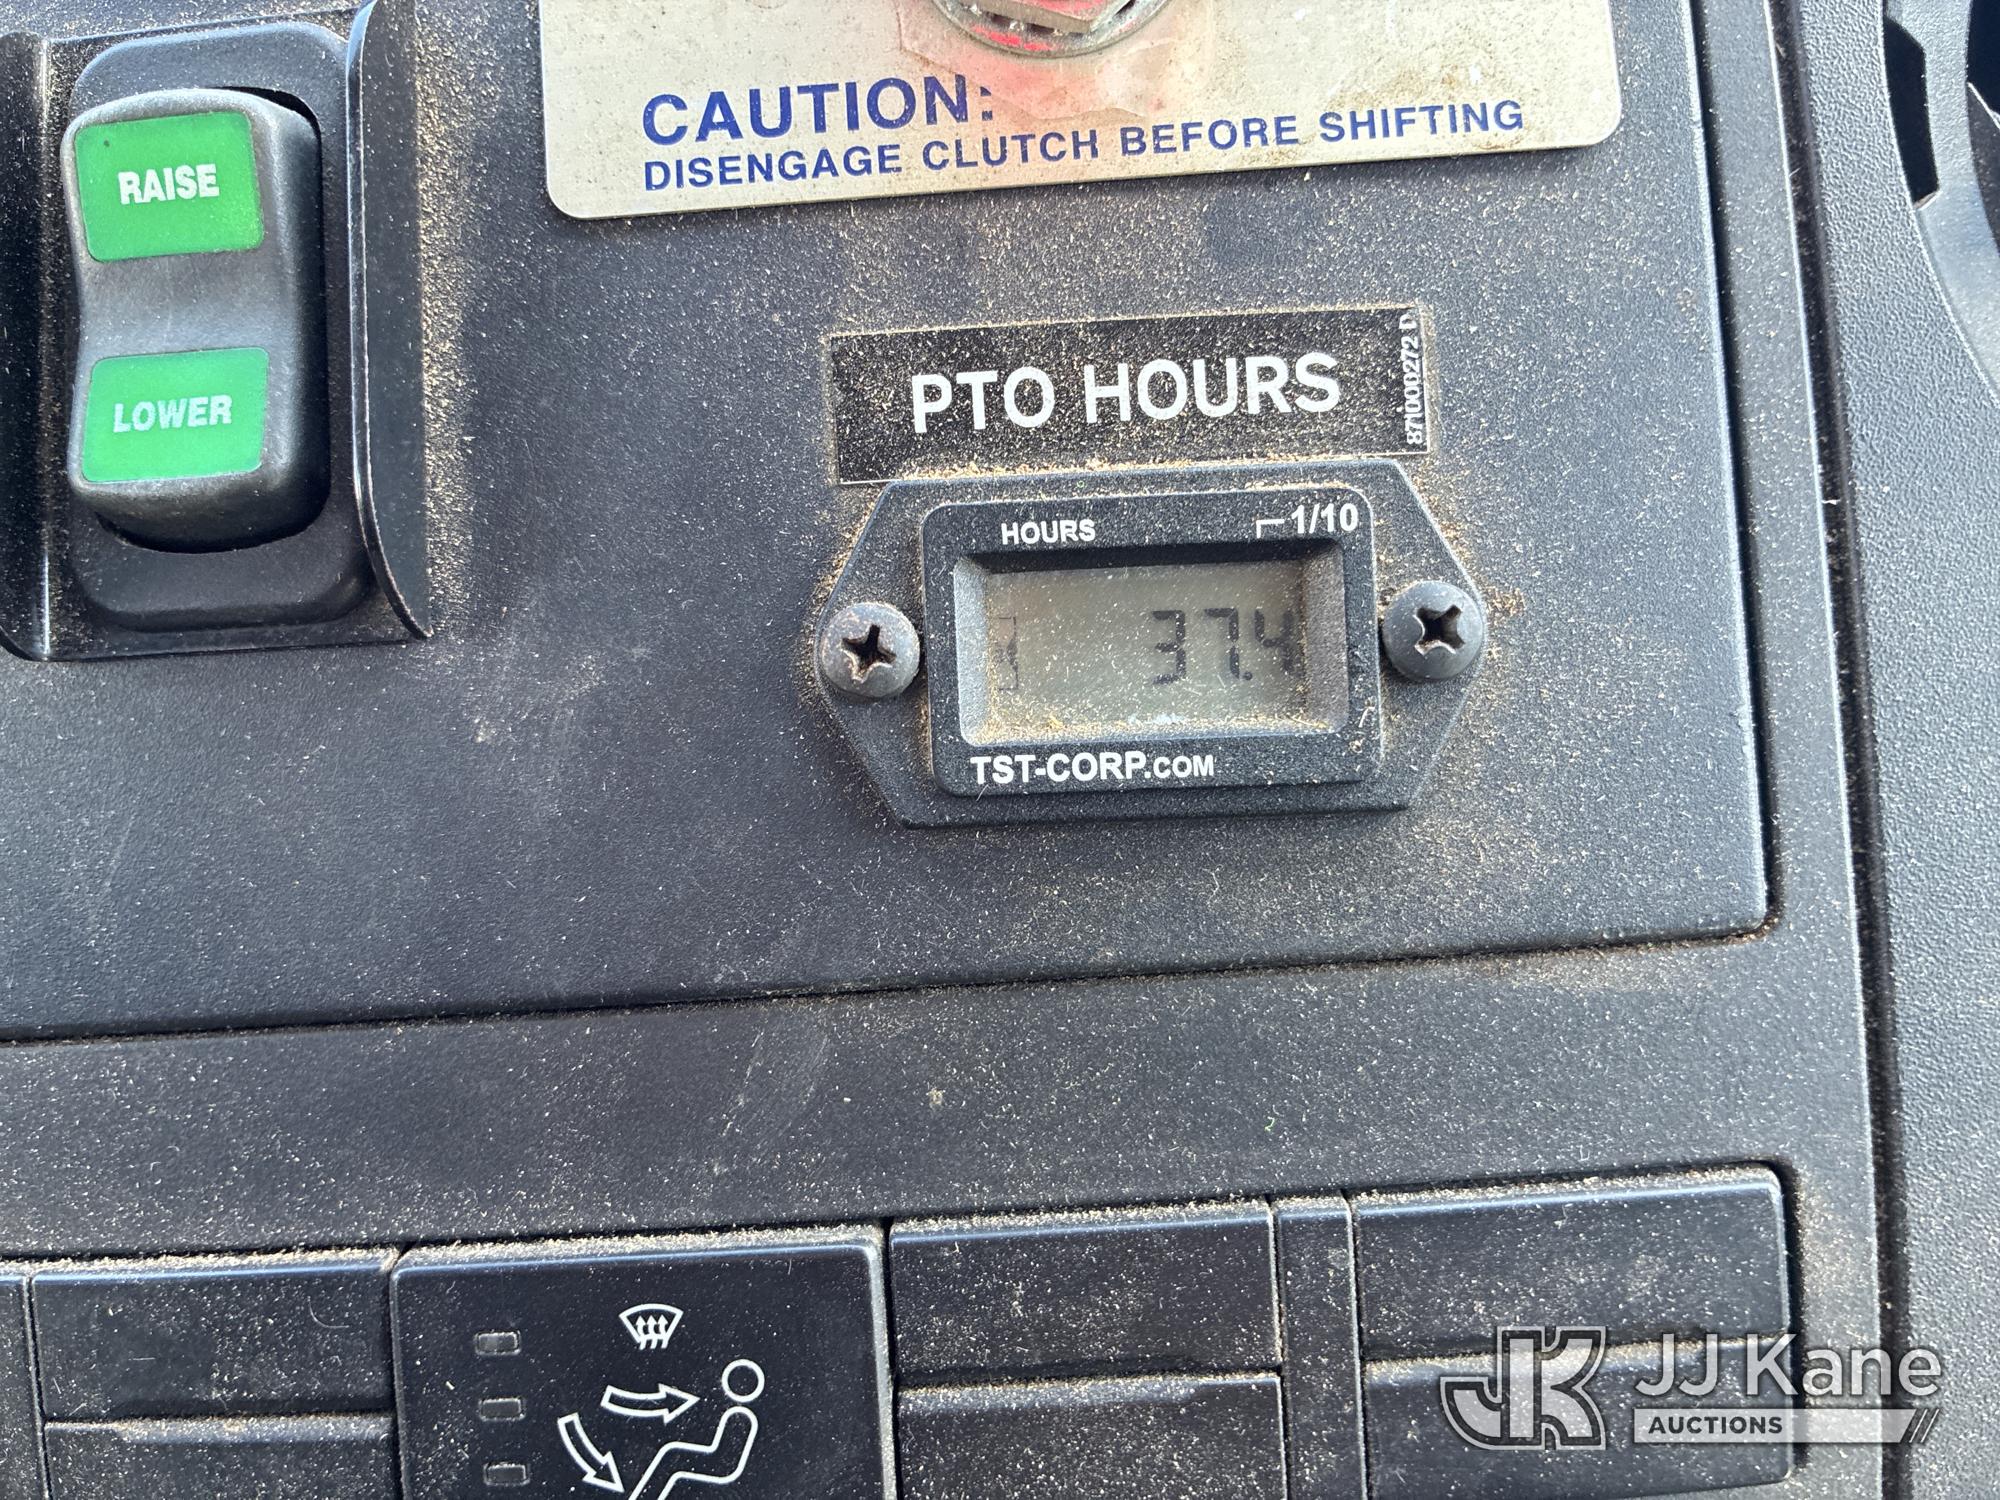 CAUTION:
DISENGAGE CLUTCH BEFORE SHIFTING
RAISE
LOWER
PTO HOURS
HOURS
1/10
37.4
TST-CORP.COM
JJ Kane
AUCTIONS